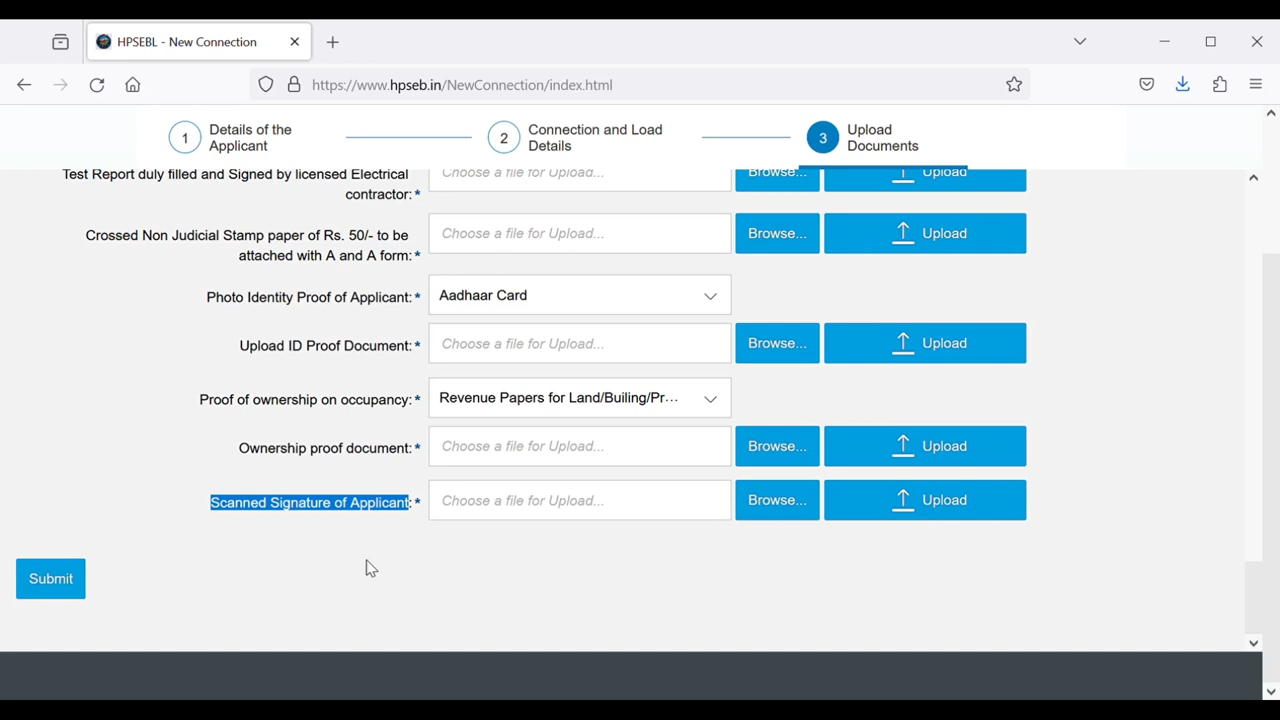 HPSEBL - New Connection
https://www.hpseb.in/NewConnection/index.html
1 Details of the Applicant
2 Connection and Load Details
3 Upload Documents
Test Report duly filled and Signed by licensed Electrical
contractor:* Choose a file for Upload... Browse... Upload
Crossed Non Judicial Stamp paper of Rs. 50/- to be
attached with A and A form:* Choose a file for Upload... Browse... Upload
Photo Identity Proof of Applicant:* Aadhaar Card
Upload ID Proof Document:* Choose a file for Upload... Browse... Upload
Proof of ownership on occupancy:* Revenue Papers for Land/Builing/Pr...
Ownership proof document:* Choose a file for Upload... Browse... Upload
Scanned Signature of Applicant:* Choose a file for Upload... Browse... Upload
Submit